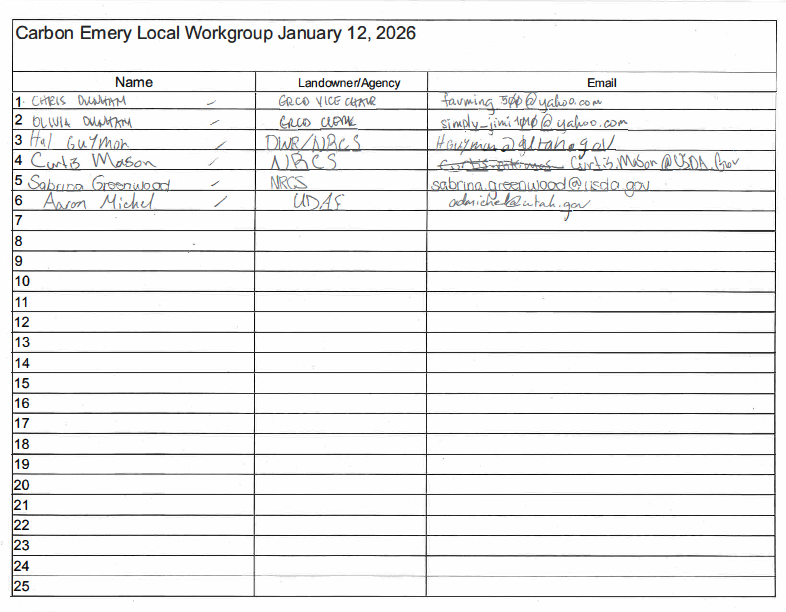 Carbon Emery Local Workgroup January 12, 2026
Name Landowner/Agency Email
1 CHRIS DUNHAM GRCD VICE CHAIR @yahoo.com
2 OLIVIA DUNHAM GRCD CLERK @yahoo.com
3 Hal Guymon DWR/NRCS
4 Curtis Mason NRCS Curtis.Mason@USDA.Gov
5 Sabrina Greenwood NRCS sabrina.greenwood@usda.gov
6 Aaron Michel UDAF admichel@utah.gov
7
8
9
10
11
12
13
14
15
16
17
18
19
20
21
22
23
24
25